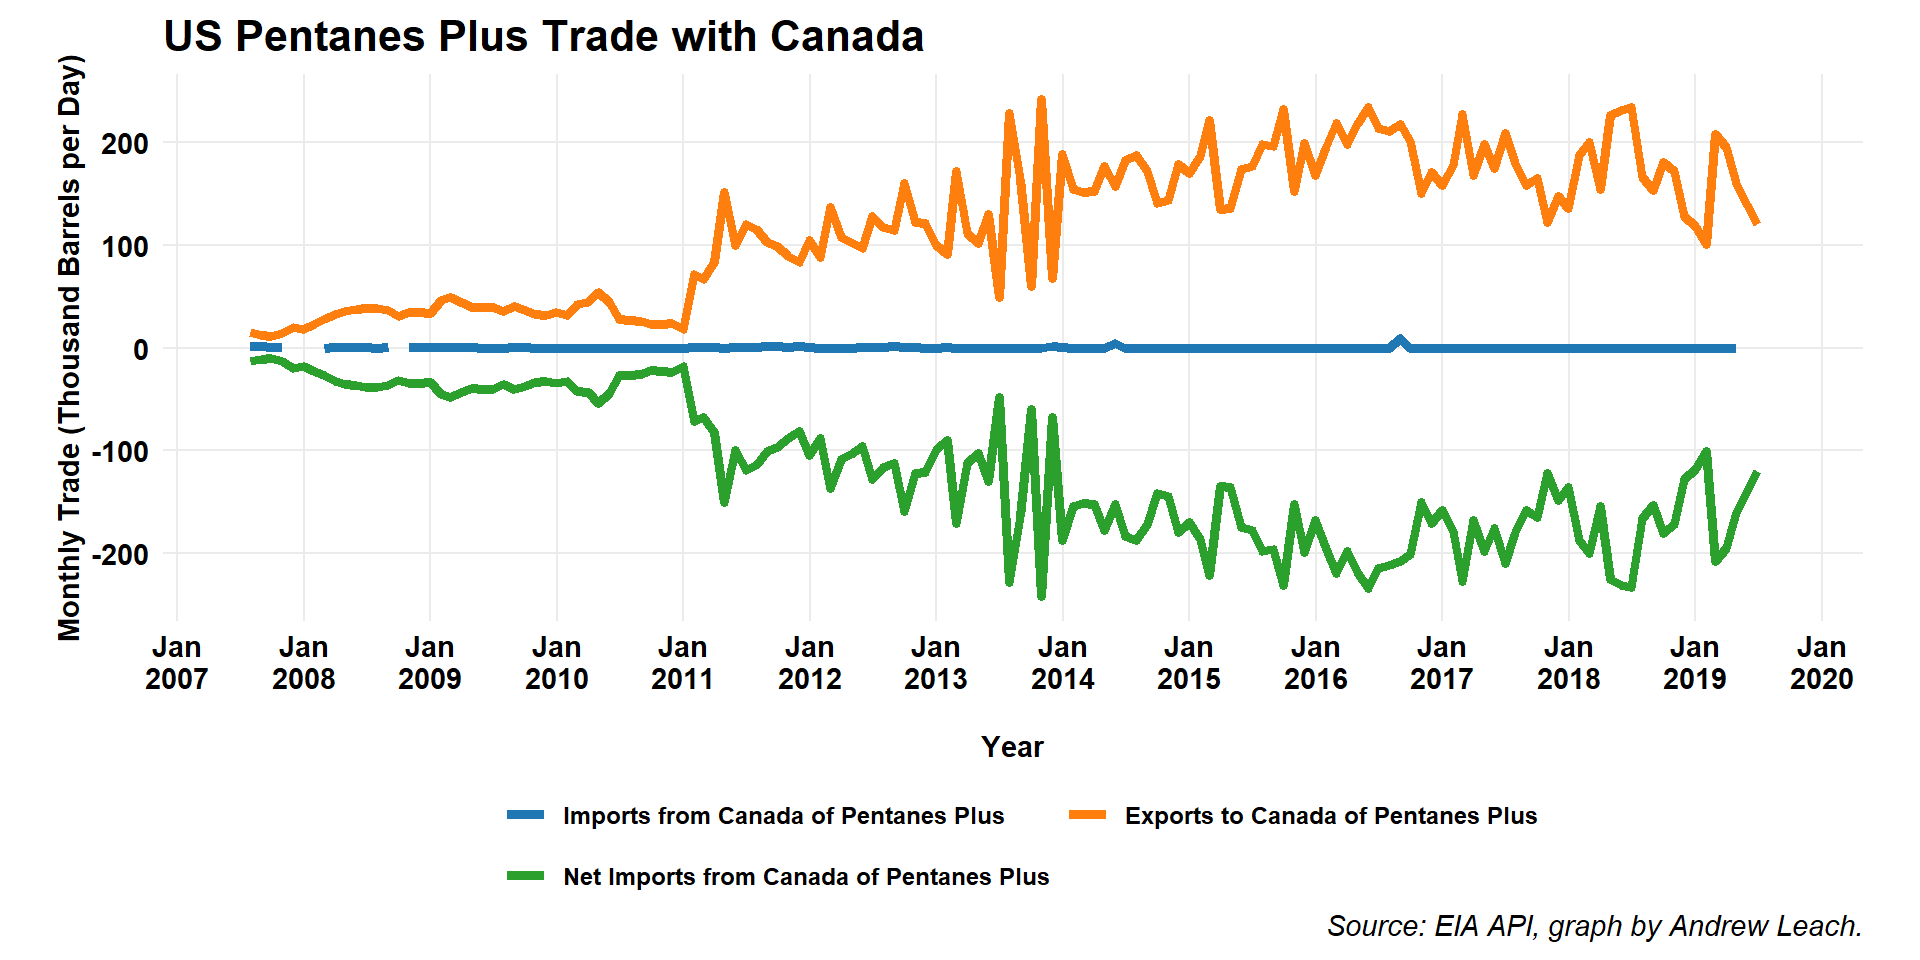 US Pentanes Plus Trade with Canada
Monthly Trade (Thousand Barrels per Day)
200
100
0
-100
-200
Jan Jan Jan Jan Jan Jan Jan Jan Jan Jan Jan Jan Jan Jan
2007 2008 2009 2010 2011 2012 2013 2014 2015 2016 2017 2018 2019 2020
Year
Imports from Canada of Pentanes Plus Exports to Canada of Pentanes Plus
Net Imports from Canada of Pentanes Plus
Source: EIA API, graph by Andrew Leach.